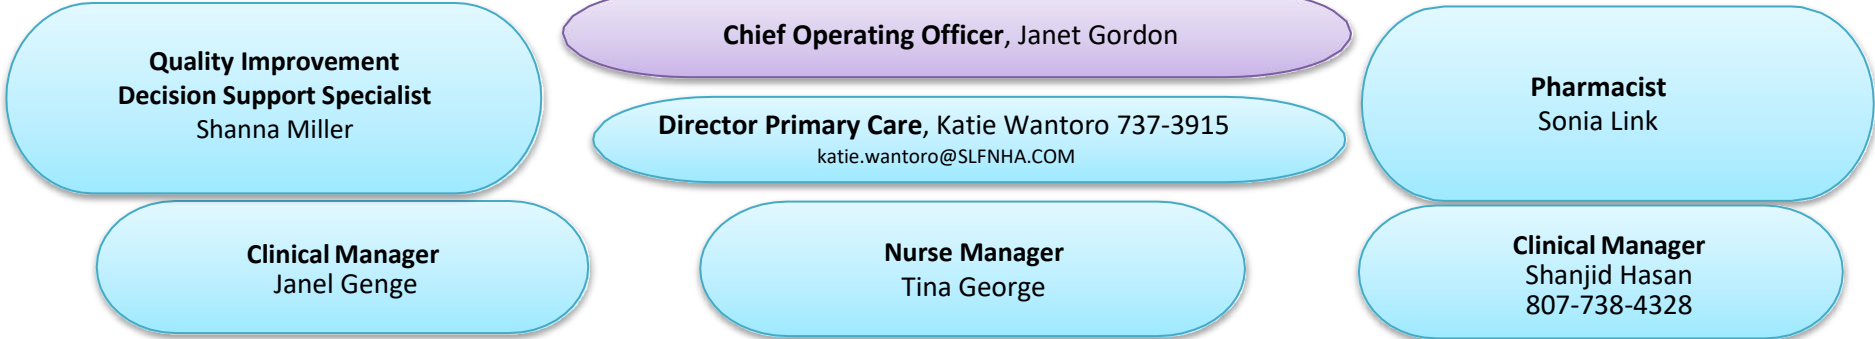 Chief Operating Officer, Janet Gordon
Quality Improvement
Decision Support Specialist
Shanna Miller
Director Primary Care, Katie Wantoro 737-3915
katie.wantoro@SLFNHA.COM
Pharmacist
Sonia Link
Clinical Manager
Janel Genge
Nurse Manager
Tina George
Clinical Manager
Shanjid Hasan
807-738-4328